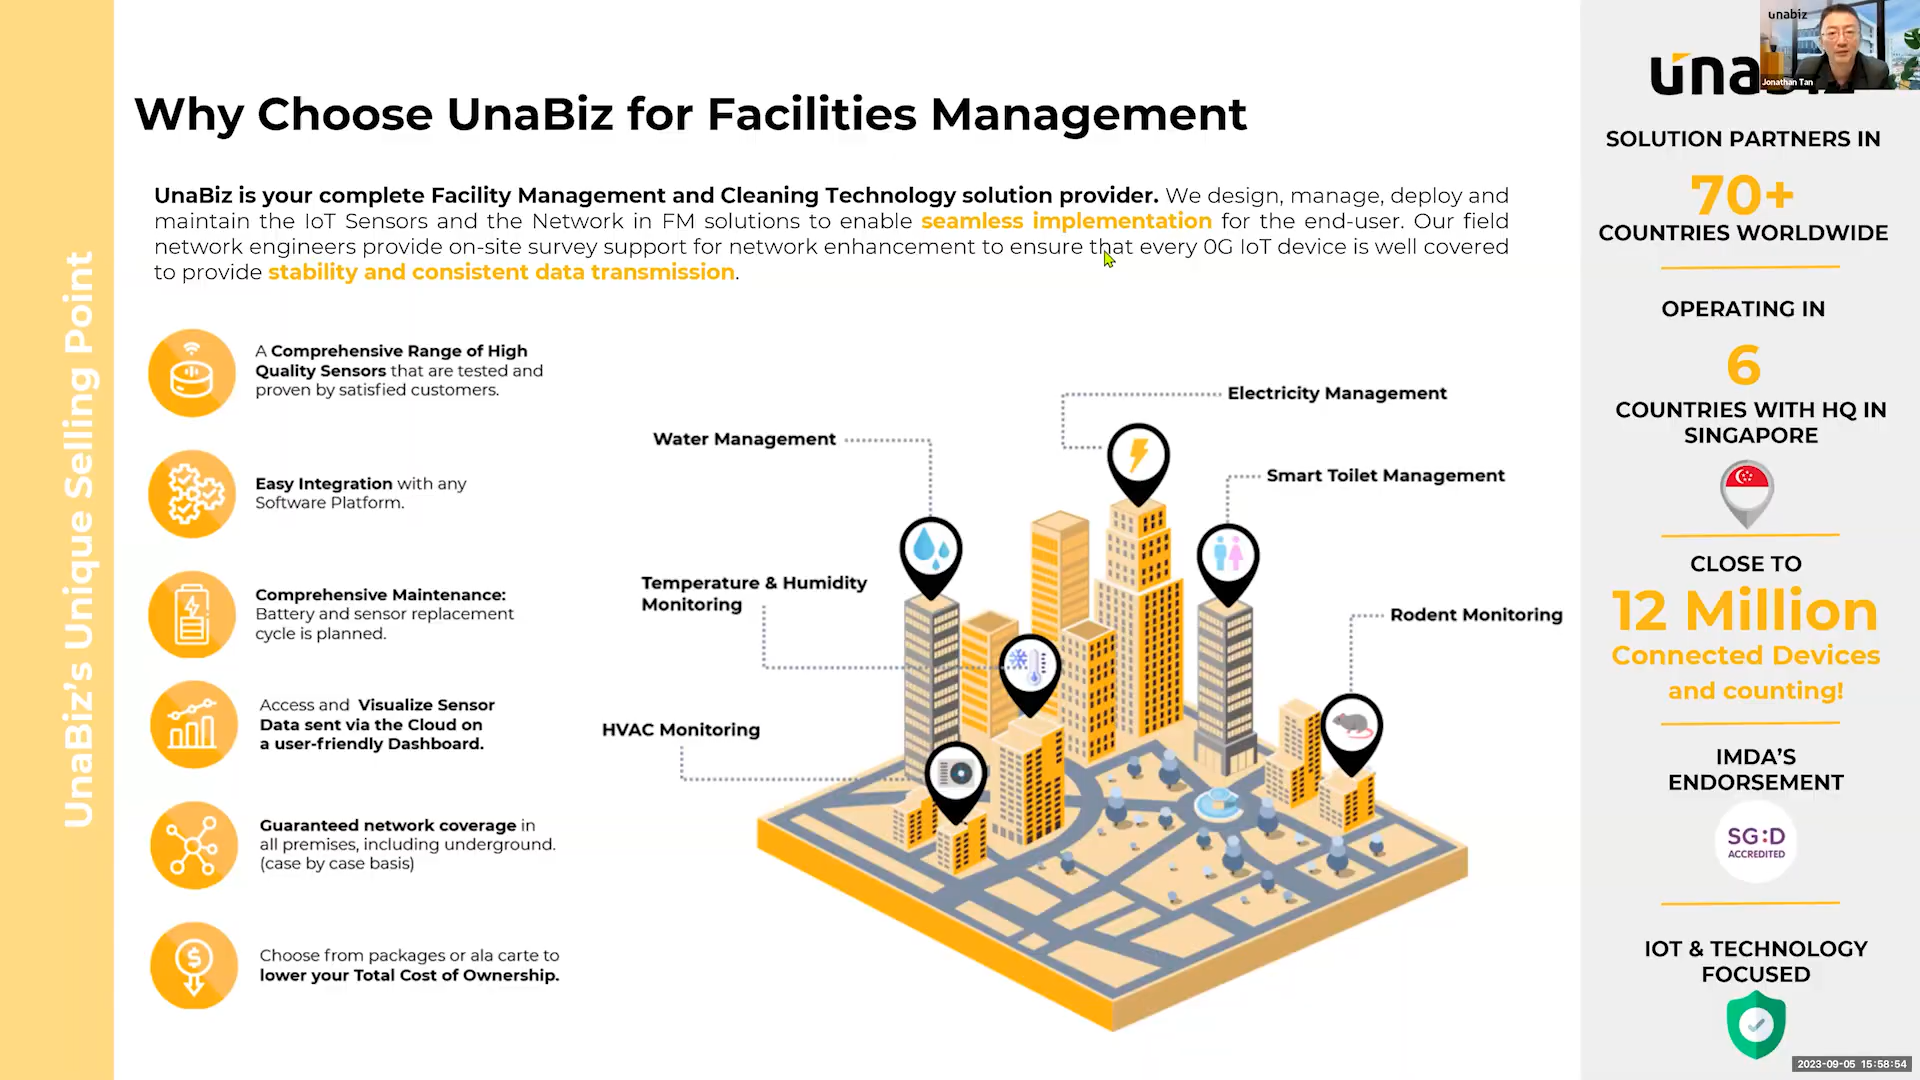 UnaBiz's Unique Selling Point
Why Choose UnaBiz for Facilities Management
UnaBiz is your complete Facility Management and Cleaning Technology solution provider. We design, manage, deploy and
maintain the IoT Sensors and the Network in FM solutions to enable seamless implementation for the end-user. Our field
network engineers provide on-site survey support for network enhancement to ensure that every 0G IoT device is well covered
to provide stability and consistent data transmission.
A Comprehensive Range of High
Quality Sensors that are tested and
proven by satisfied customers.
Easy Integration with any
Software Platform.
Comprehensive Maintenance:
Battery and sensor replacement
cycle is planned.
Access and Visualize Sensor
Data sent via the Cloud on
a user-friendly Dashboard.
Guaranteed network coverage in
all premises, including underground.
(case by case basis)
Choose from packages or ala carte to
lower your Total Cost of Ownership.
Electricity Management
Water Management
Smart Toilet Management
Temperature & Humidity
Monitoring
Rodent Monitoring
HVAC Monitoring
unabiz
Jonathan Tan
una
SOLUTION PARTNERS IN
70+
COUNTRIES WORLDWIDE
OPERATING IN
6
COUNTRIES WITH HQ IN
SINGAPORE
CLOSE TO
12 Million
Connected Devices
and counting!
IMDA'S
ENDORSEMENT
SG:D
ACCREDITED
IOT & TECHNOLOGY
FOCUSED
2023-09-05 15:58:54